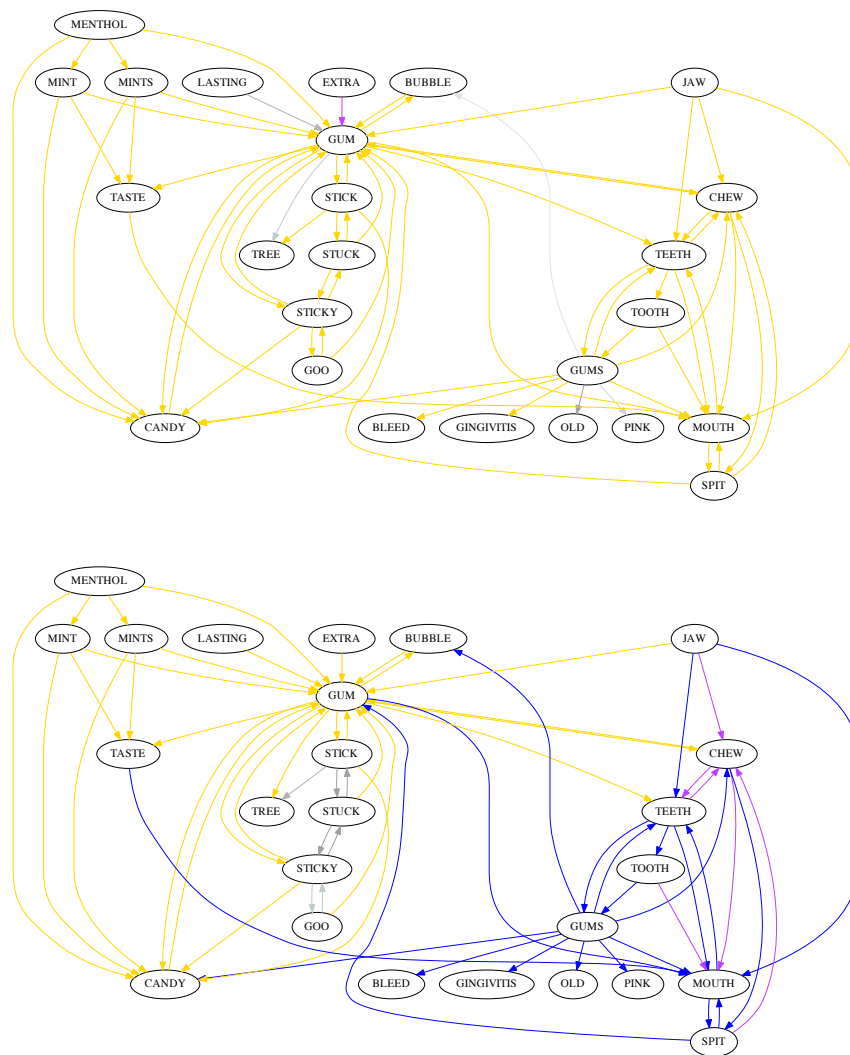 MENTHOL
MINT MINTS LASTING EXTRA BUBBLE JAW
GUM
TASTE STICK CHEW
TREE STUCK TEETH
STICKY TOOTH
GOO GUMS
CANDY BLEED GINGIVITIS OLD PINK MOUTH
SPIT
MENTHOL
MINT MINTS LASTING EXTRA BUBBLE JAW
GUM
TASTE STICK CHEW
TREE STUCK TEETH
STICKY TOOTH
GOO GUMS
CANDY BLEED GINGIVITIS OLD PINK MOUTH
SPIT